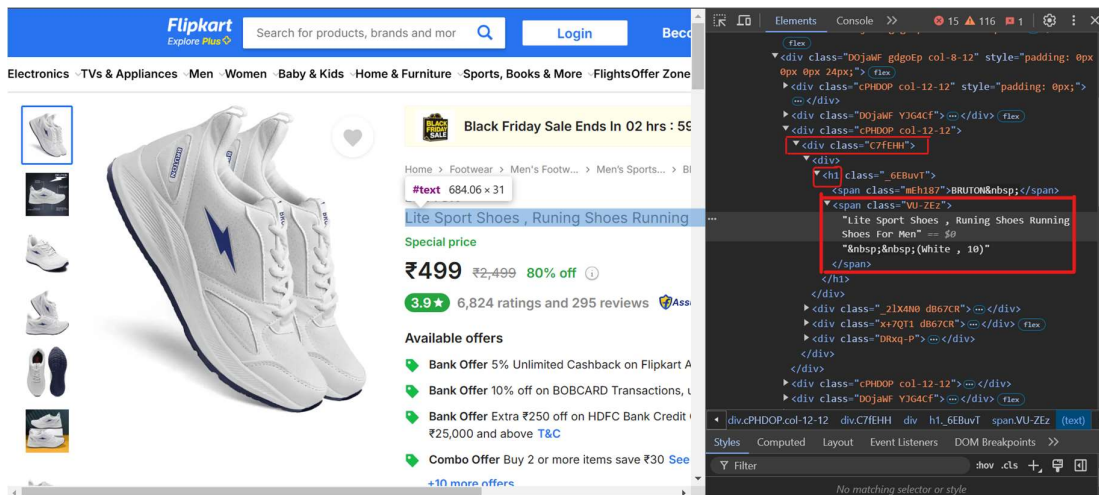 Flipkart
Explore Plus
Search for products, brands and mor
Login
Beco
Electronics TVs & Appliances Men Women Baby & Kids Home & Furniture Sports, Books & More Flights Offer Zone
BLACK FRIDAY SALE
Black Friday Sale Ends In 02 hrs : 59
Home > Footwear > Men's Footw... > Men's Sports... > B
#text 684.06 × 31
Lite Sport Shoes , Runing Shoes Running
Special price
₹499 ₹2,499 80% off
3.9★ 6,824 ratings and 295 reviews Ass
Available offers
Bank Offer 5% Unlimited Cashback on Flipkart A
Bank Offer 10% off on BOBCARD Transactions, u
Bank Offer Extra ₹250 off on HDFC Bank Credit
₹25,000 and above T&C
Combo Offer Buy 2 or more items save ₹30 See
+10 more offers
Elements Console 15 116 1
flex
<div class="DOjaWF gdgoEp col-8-12" style="padding: 0px
0px 0px 24px;"> flex
<div class="cPHDOP col-12-12" style="padding: 0px;">
… </div>
<div class="DOjaWF YJG4Cf"> … </div> flex
<div class="cPHDOP col-12-12">
<div class="C7fEHH">
<div>
<h1 class="_6EBuvT">
<span class="mEh187">BRUTON&nbsp;</span>
<span class="VU-ZEz">
"Lite Sport Shoes , Runing Shoes Running
Shoes For Men" == $0
"&nbsp;&nbsp;(White , 10)"
</span>
</h1>
</div>
<div class="_2lX4N0 dB67CR"> … </div>
<div class="x+7QT1 dB67CR"> … </div> flex
<div class="DRxq-P"> … </div>
</div>
</div>
<div class="cPHDOP col-12-12"> … </div>
<div class="DOjaWF YJG4Cf"> … </div> flex
div.cPHDOP.col-12-12 div.C7fEHH div h1._6EBuvT span.VU-ZEz (text)
Styles Computed Layout Event Listeners DOM Breakpoints
Filter :hov .cls
No matching selector or style